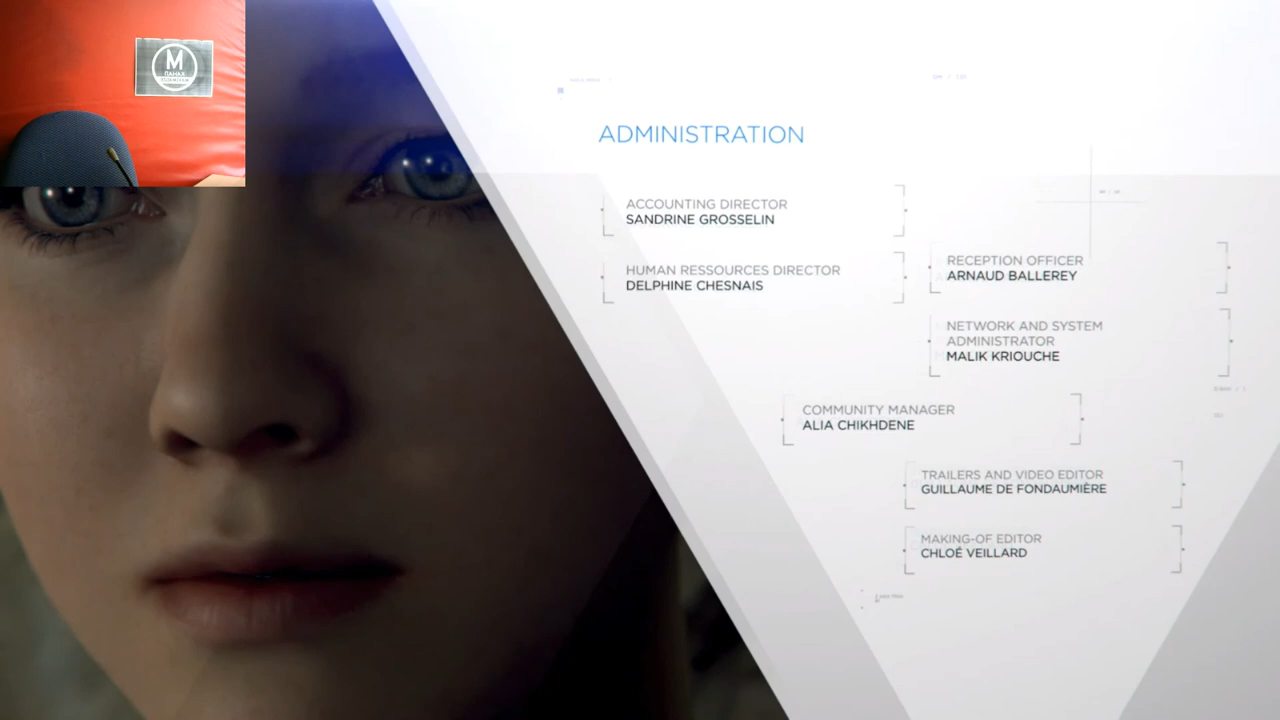 M
ADMINISTRATION
ACCOUNTING DIRECTOR
SANDRINE GROSSELIN
HUMAN RESSOURCES DIRECTOR
DELPHINE CHESNAIS
RECEPTION OFFICER
ARNAUD BALLEREY
NETWORK AND SYSTEM
ADMINISTRATOR
MALIK KRIOUCHE
COMMUNITY MANAGER
ALIA CHIKHDENE
TRAILERS AND VIDEO EDITOR
GUILLAUME DE FONDAUMIÈRE
MAKING-OF EDITOR
CHLOÉ VEILLARD